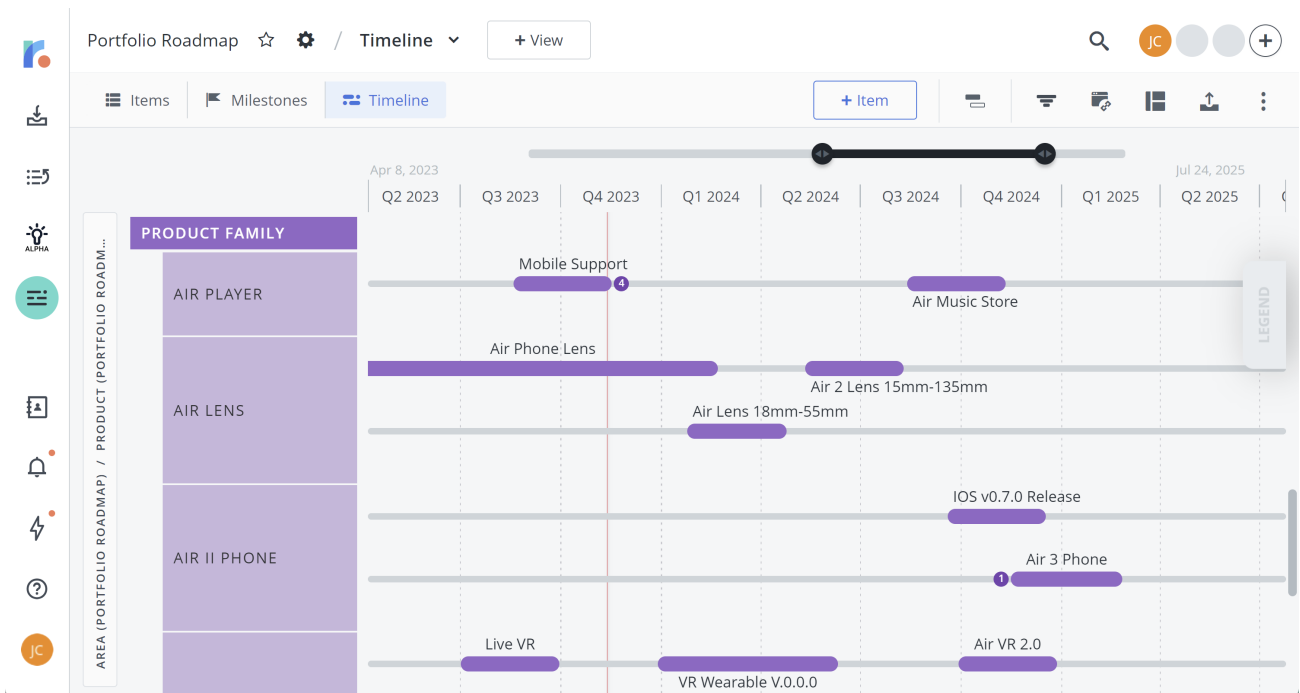 Portfolio Roadmap / Timeline + View JC +
Items Milestones Timeline + Item
ALPHA
Apr 8, 2023 Jul 24, 2025
Q2 2023 Q3 2023 Q4 2023 Q1 2024 Q2 2024 Q3 2024 Q4 2024 Q1 2025 Q2 2025
AREA (PORTFOLIO ROADMAP) / PRODUCT (PORTFOLIO ROADM...
PRODUCT FAMILY
AIR PLAYER
Mobile Support
4
Air Music Store
LEGEND
AIR LENS
Air Phone Lens
Air 2 Lens 15mm-135mm
Air Lens 18mm-55mm
AIR II PHONE
IOS v0.7.0 Release
Air 3 Phone
1
Live VR
VR Wearable V.0.0.0
Air VR 2.0
?
JC